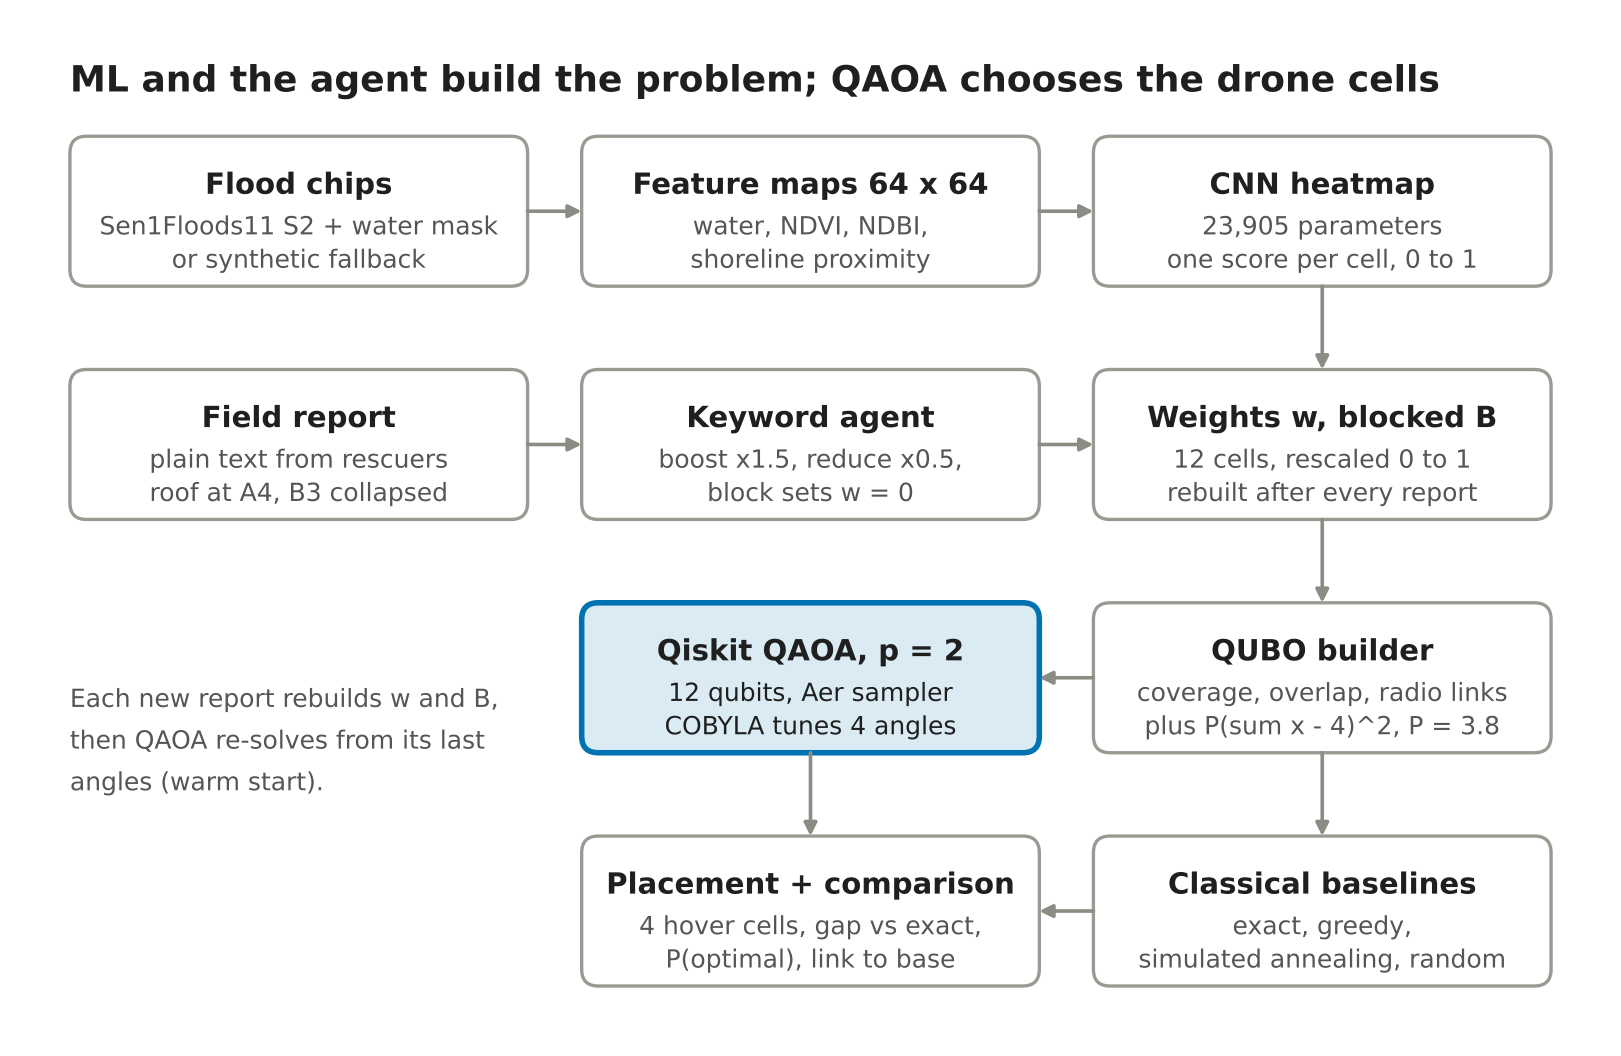 ML and the agent build the problem; QAOA chooses the drone cells
Flood chips
Sen1Floods11 S2 + water mask
or synthetic fallback
Feature maps 64 x 64
water, NDVI, NDBI,
shoreline proximity
CNN heatmap
23,905 parameters
one score per cell, 0 to 1
Field report
plain text from rescuers
roof at A4, B3 collapsed
Keyword agent
boost x1.5, reduce x0.5,
block sets w = 0
Weights w, blocked B
12 cells, rescaled 0 to 1
rebuilt after every report
Each new report rebuilds w and B,
then QAOA re-solves from its last
angles (warm start).
Qiskit QAOA, p = 2
12 qubits, Aer sampler
COBYLA tunes 4 angles
QUBO builder
coverage, overlap, radio links
plus P(sum x - 4)^2, P = 3.8
Placement + comparison
4 hover cells, gap vs exact,
P(optimal), link to base
Classical baselines
exact, greedy,
simulated annealing, random